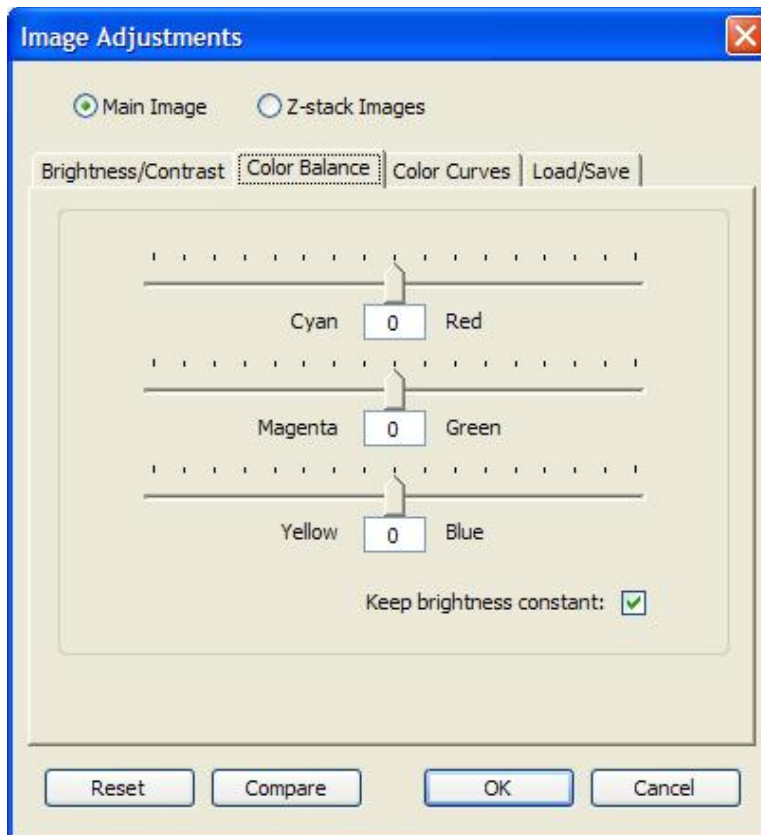 Image Adjustments
Main Image Z-stack Images
Brightness/Contrast Color Balance Color Curves Load/Save
Cyan 0 Red
Magenta 0 Green
Yellow 0 Blue
Keep brightness constant:
Reset Compare OK Cancel